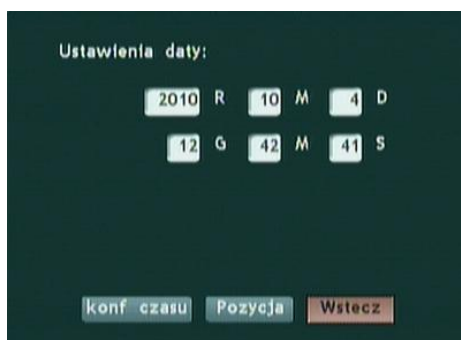 Ustawienia daty:
2010 R 10 M 4 D
12 G 42 M 41 S
konf czasu Pozycja Wstecz